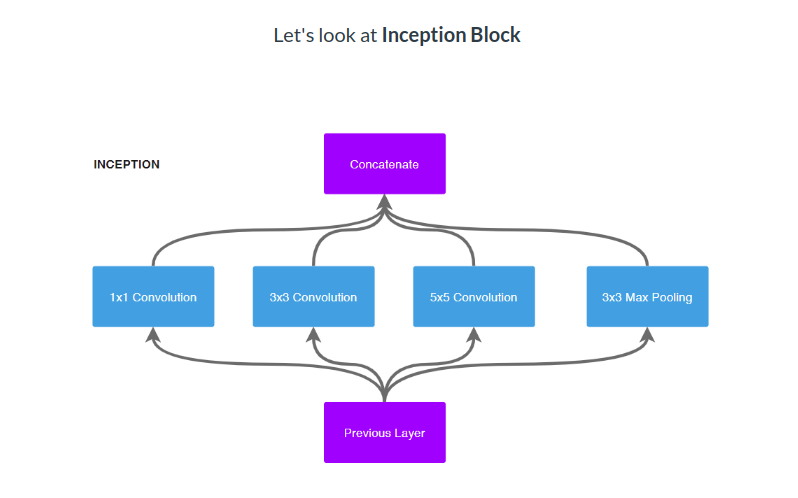 Let's look at Inception Block
INCEPTION
Concatenate
1x1 Convolution
3x3 Convolution
5x5 Convolution
3x3 Max Pooling
Previous Layer